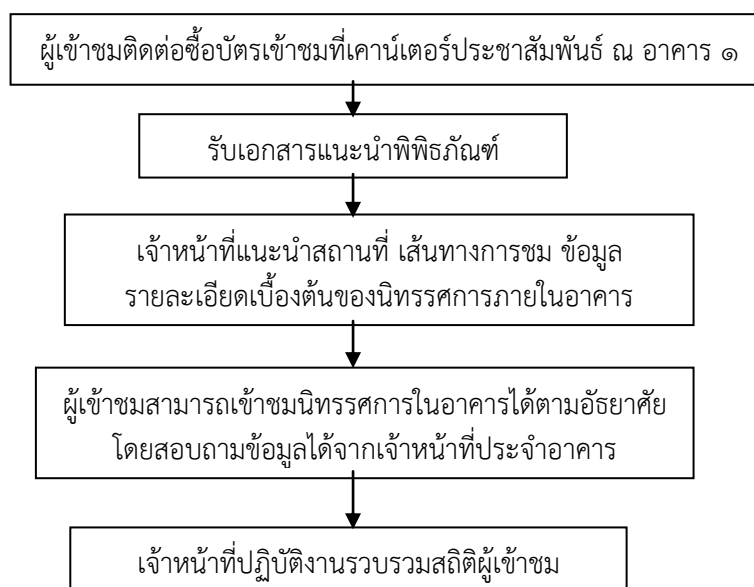 ผู้เข้าชมติดต่อซื้อบัตรเข้าชมที่เคาน์เตอร์ประชาสัมพันธ์ ณ อาคาร ๑
รับเอกสารแนะนำพิพิธภัณฑ์
เจ้าหน้าที่แนะนำสถานที่ เส้นทางการชม ข้อมูล
รายละเอียดเบื้องต้นของนิทรรศการภายในอาคาร
ผู้เข้าชมสามารถเข้าชมนิทรรศการในอาคารได้ตามอัธยาศัย
โดยสอบถามข้อมูลได้จากเจ้าหน้าที่ประจำอาคาร
เจ้าหน้าที่ปฏิบัติงานรวบรวมสถิติผู้เข้าชม